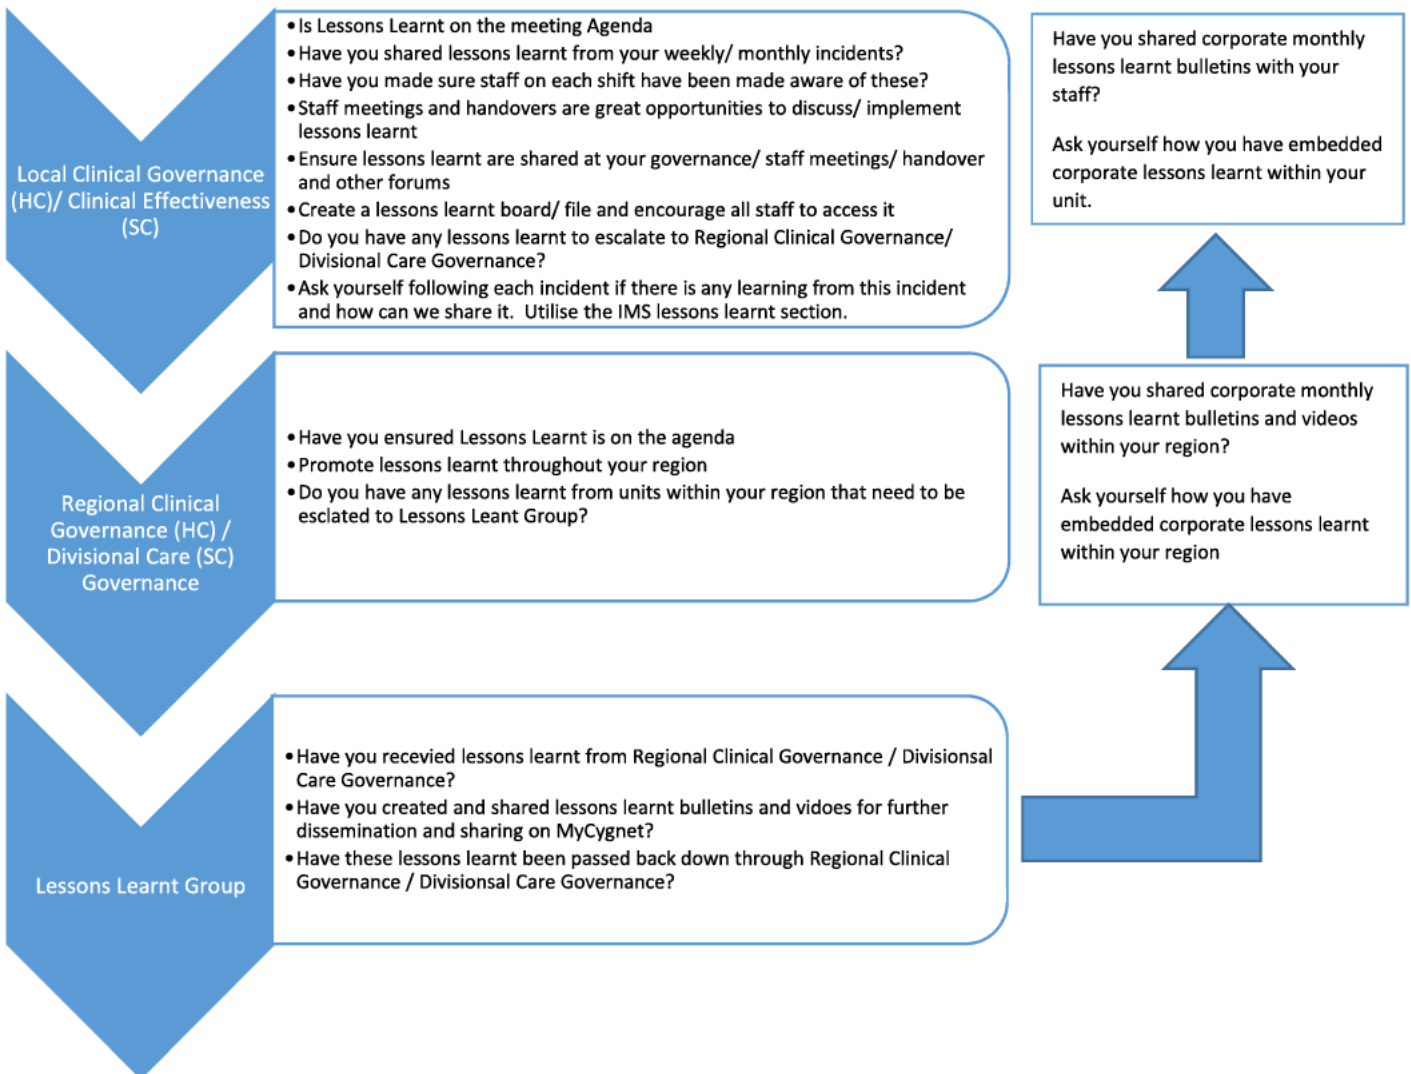 Local Clinical Governance
(HC)/ Clinical Effectiveness
(SC)
•Is Lessons Learnt on the meeting Agenda
•Have you shared lessons learnt from your weekly/ monthly incidents?
•Have you made sure staff on each shift have been made aware of these?
•Staff meetings and handovers are great opportunities to discuss/ implement
lessons learnt
•Ensure lessons learnt are shared at your governance/ staff meetings/ handover
and other forums
•Create a lessons learnt board/ file and encourage all staff to access it
•Do you have any lessons learnt to escalate to Regional Clinical Governance/
Divisional Care Governance?
•Ask yourself following each incident if there is any learning from this incident
and how can we share it.  Utilise the IMS lessons learnt section.
Have you shared corporate monthly
lessons learnt bulletins with your
staff?
Ask yourself how you have embedded
corporate lessons learnt within your
unit.
Regional Clinical
Governance (HC) /
Divisional Care (SC)
Governance
•Have you ensured Lessons Learnt is on the agenda
•Promote lessons learnt throughout your region
•Do you have any lessons learnt from units within your region that need to be
esclated to Lessons Leant Group?
Have you shared corporate monthly
lessons learnt bulletins and videos
within your region?
Ask yourself how you have
embedded corporate lessons learnt
within your region
Lessons Learnt Group
•Have you recevied lessons learnt from Regional Clinical Governance / Divisionsal
Care Governance?
•Have you created and shared lessons learnt bulletins and vidoes for further
dissemination and sharing on MyCygnet?
•Have these lessons learnt been passed back down through Regional Clinical
Governance / Divisionsal Care Governance?